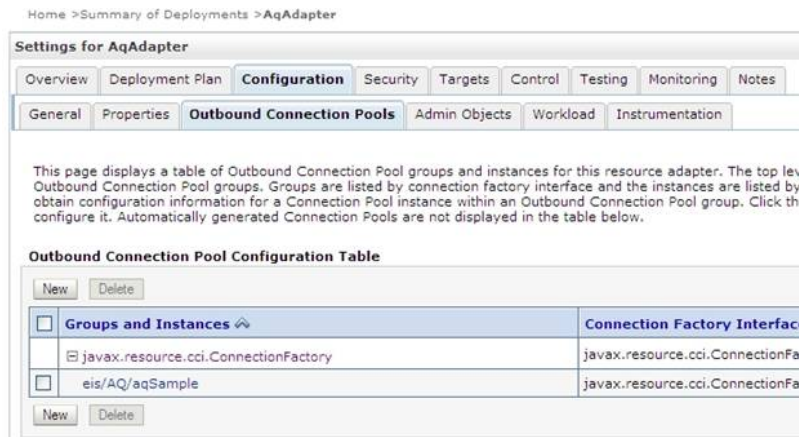 Home >Summary of Deployments >AqAdapter
Settings for AqAdapter
Overview Deployment Plan Configuration Security Targets Control Testing Monitoring Notes
General Properties Outbound Connection Pools Admin Objects Workload Instrumentation
This page displays a table of Outbound Connection Pool groups and instances for this resource adapter. The top lev
Outbound Connection Pool groups. Groups are listed by connection factory interface and the instances are listed by
obtain configuration information for a Connection Pool instance within an Outbound Connection Pool group. Click th
configure it. Automatically generated Connection Pools are not displayed in the table below.
Outbound Connection Pool Configuration Table
New Delete
Groups and Instances Connection Factory Interface
javax.resource.cci.ConnectionFactory javax.resource.cci.ConnectionFa
eis/AQ/aqSample javax.resource.cci.ConnectionFa
New Delete